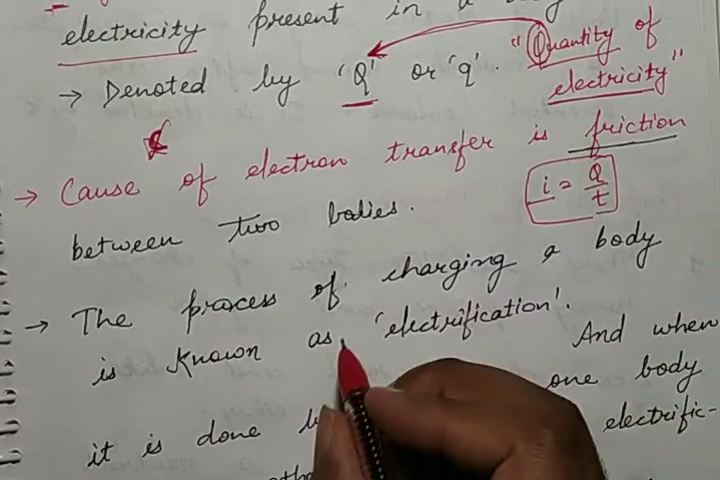 electricity present in a
→ Denoted by 'Q' or 'q'. "Quantity of
electricity"
→ Cause of electron transfer is friction
between two bodies.
i = Q/t
→ The process of charging a body
is known as 'electrification'.
And when
it is done one body
electrific-